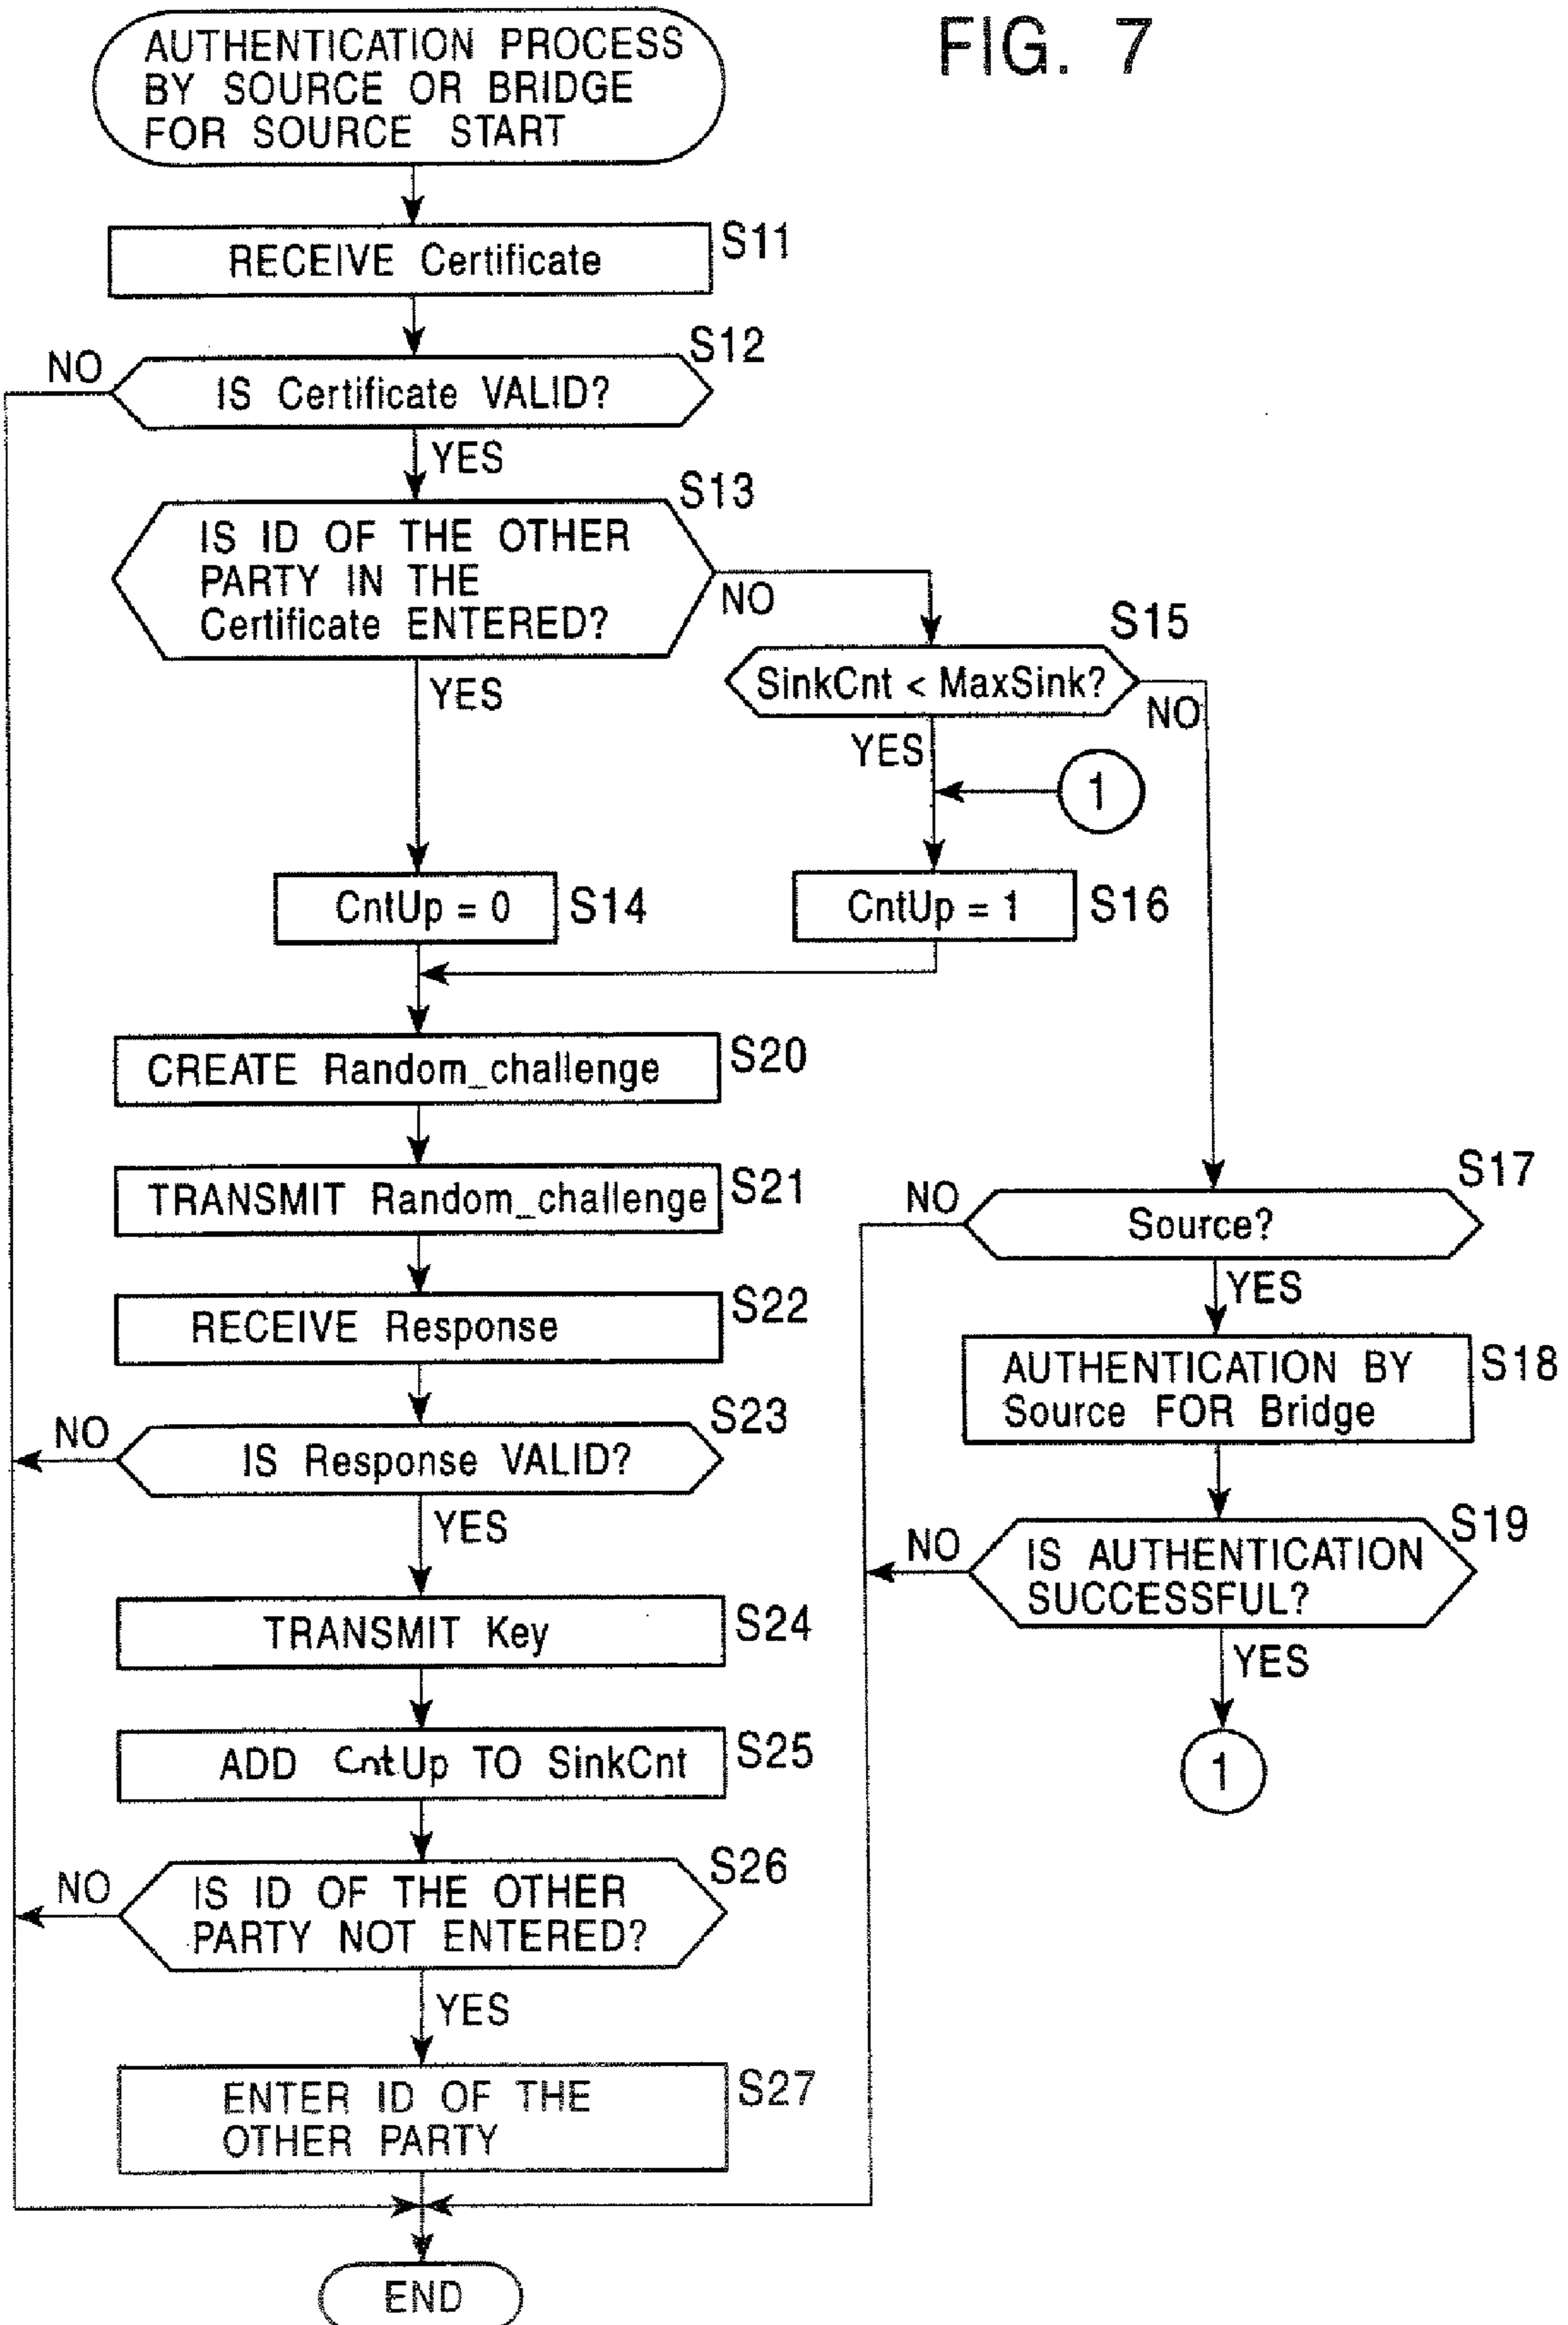 FIG. 7
AUTHENTICATION PROCESS
BY SOURCE OR BRIDGE
FOR SOURCE START
RECEIVE Certificate
S11
S12
NO
IS Certificate VALID?
YES
S13
IS ID OF THE OTHER
PARTY IN THE
Certificate ENTERED?
NO
YES
S15
SinkCnt < MaxSink?
NO
YES
1
CntUp = 0
S14
CntUp = 1
S16
CREATE Random_challenge
S20
TRANSMIT Random_challenge
S21
RECEIVE Response
S22
S23
NO
IS Response VALID?
YES
S17
NO
Source?
YES
AUTHENTICATION BY
Source FOR Bridge
S18
S19
NO
IS AUTHENTICATION
SUCCESSFUL?
YES
1
TRANSMIT Key
S24
ADD CntUp TO SinkCnt
S25
S26
NO
IS ID OF THE OTHER
PARTY NOT ENTERED?
YES
ENTER ID OF THE
OTHER PARTY
S27
END